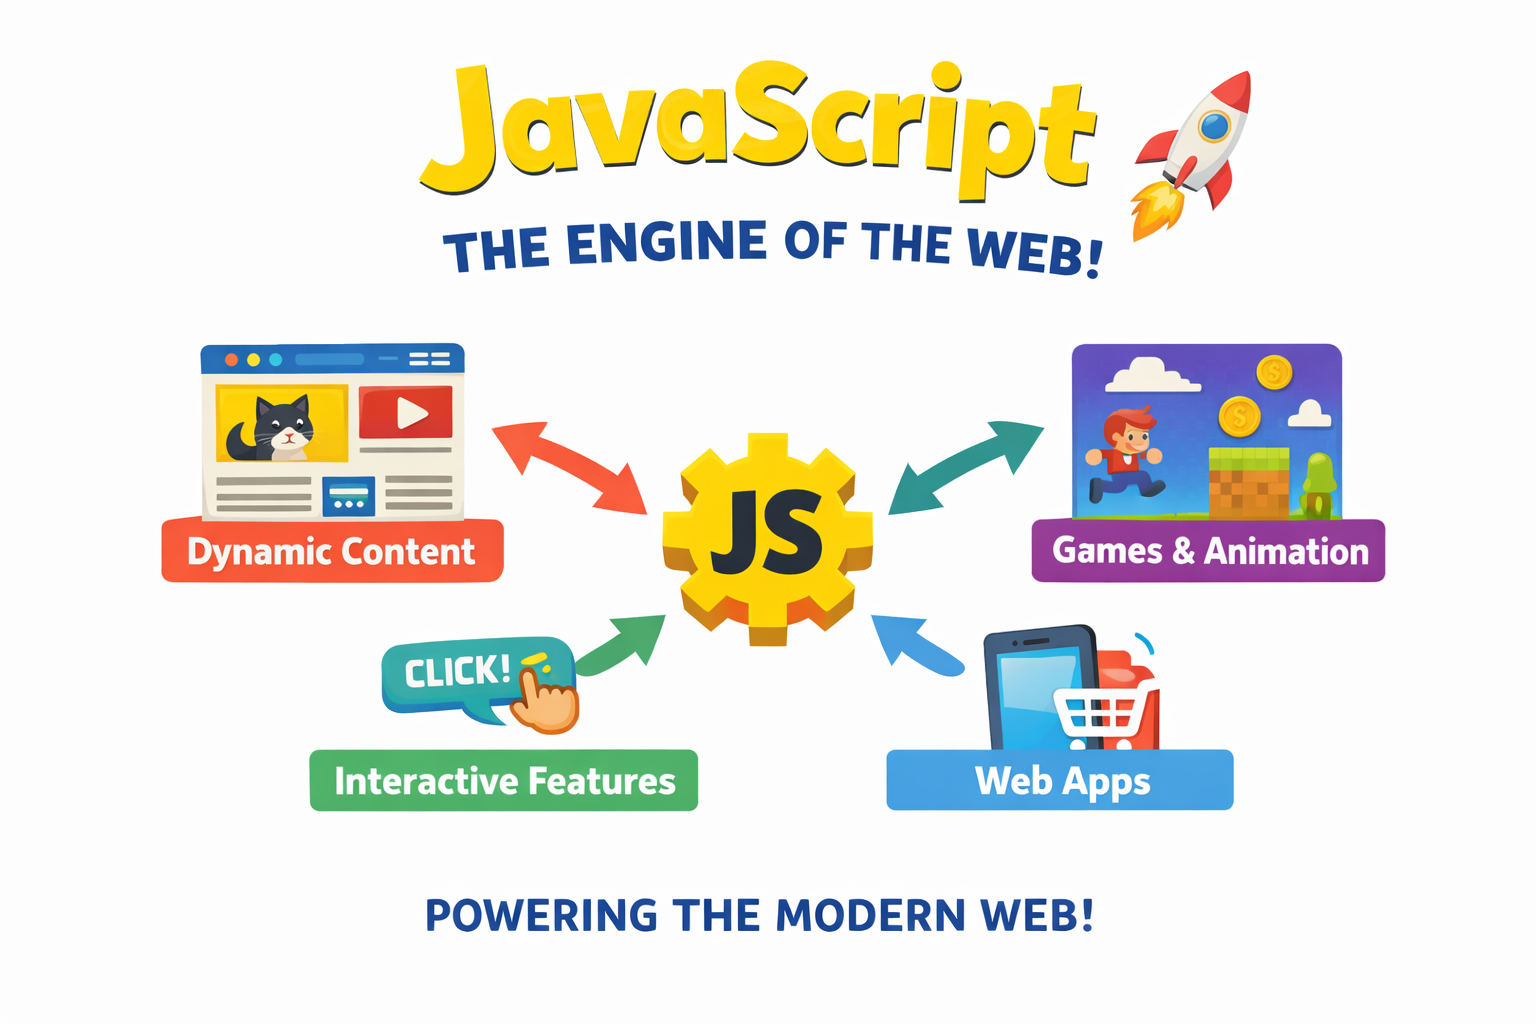 JavaScript
THE ENGINE OF THE WEB!
Dynamic Content
JS
Games & Animation
CLICK!
Interactive Features
Web Apps
POWERING THE MODERN WEB!